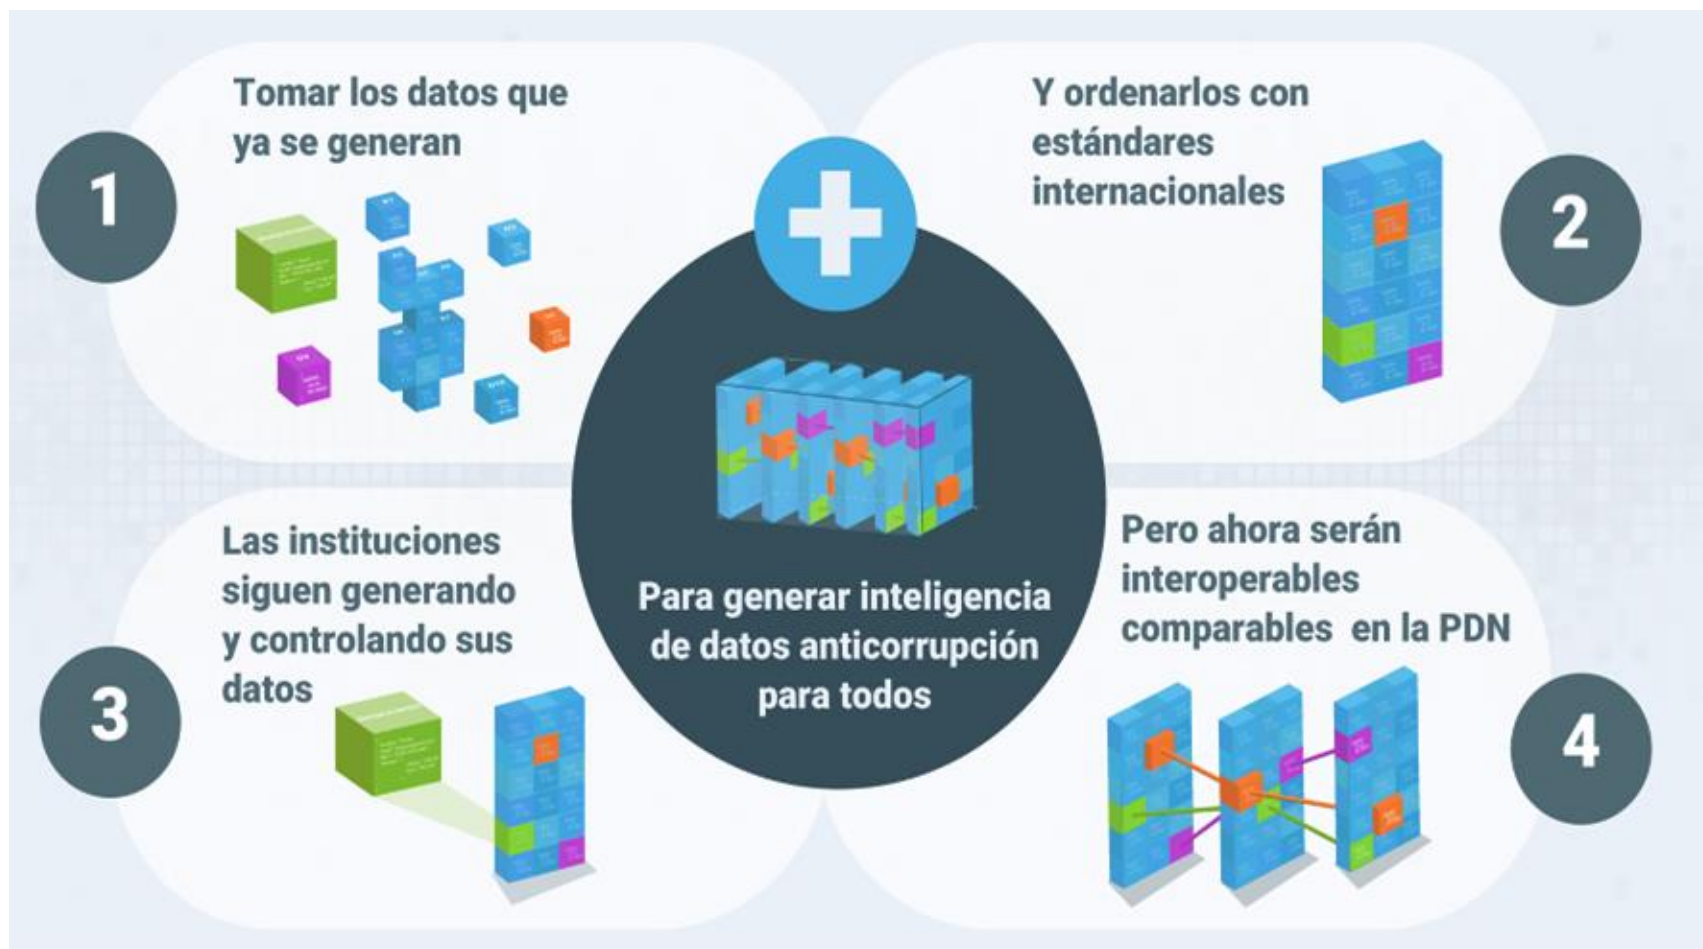 1
Tomar los datos que
ya se generan
2
Y ordenarlos con
estándares
internacionales
3
Las instituciones
siguen generando
y controlando sus
datos
4
Pero ahora serán
interoperables
comparables en la PDN
Para generar inteligencia
de datos anticorrupción
para todos